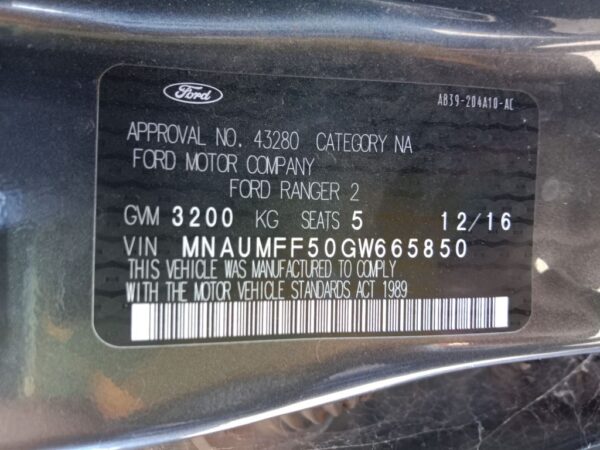 Ford
AB39-204A10-AC
APPROVAL NO. 43280 CATEGORY NA
FORD MOTOR COMPANY
FORD RANGER 2
GVM 3200 KG SEATS 5 12/16
VIN MNAUMFF50GW665850
THIS VEHICLE WAS MANUFACTURED TO COMPLY
WITH THE MOTOR VEHICLE STANDARDS ACT 1989